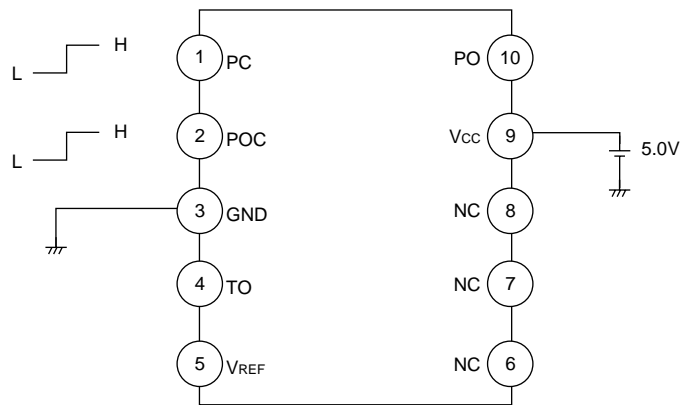 H
L
H
L
1 PC
PO 10
2 POC
VCC 9
5.0V
3 GND
NC 8
4 TO
NC 7
5 VREF
NC 6